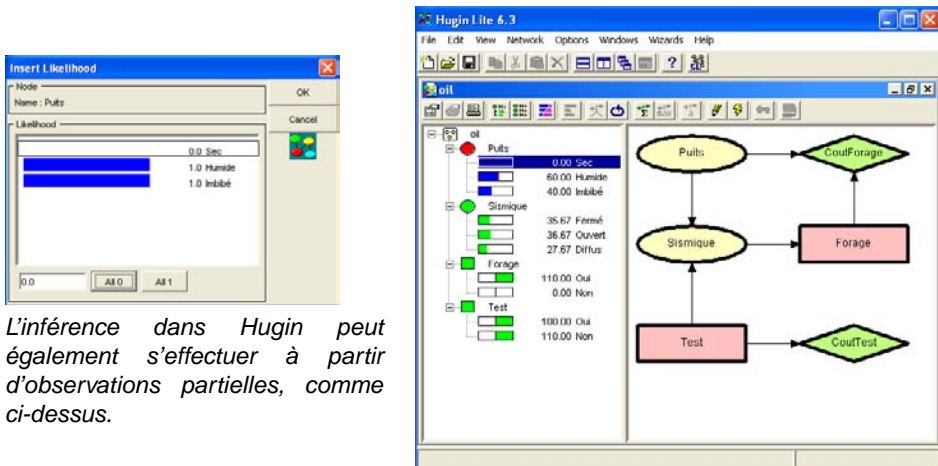 Insert Likelihood
Node
Name : Puits
OK
Cancel
Likelihood
0.0 Sec
1.0 Humide
1.0 Imbibé
0.0
All 0
All 1
L'inférence dans Hugin peut
également s'effectuer à partir
d'observations partielles, comme
ci-dessus.
Hugin Lite 6.3
File Edit View Network Options Windows Wizards Help
oil
oil
Puits
0.00 Sec
60.00 Humide
40.00 Imbibé
Sismique
35.67 Fermé
36.67 Ouvert
27.67 Diffus
Forage
110.00 Oui
0.00 Non
Test
100.00 Oui
110.00 Non
Puits
CoutForage
Sismique
Forage
Test
CoutTest